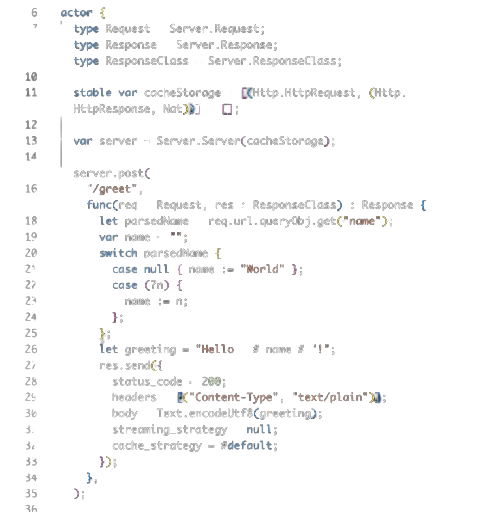 6 actor {
7 type Request Server.Request;
type Response Server.Response;
type ResponseClass Server.ResponseClass;
10
11 stable var cacheStorage [(Http.HttpRequest, (Http.
HttpResponse, Nat))] [];
12
13 var server = Server.Server(cacheStorage);
14
server.post(
16 "/greet",
func(req Request, res : ResponseClass) : Response {
18 let parsedName req.url.queryObj.get("name");
19 var name = "";
20 switch parsedName {
21 case null { name := "World" };
22 case (?n) {
23 name := n;
24 };
25 };
26 let greeting = "Hello # name # "!";
27 res.send({
28 status_code = 200;
29 headers [("Content-Type", "text/plain")];
30 body Text.encodeUtf8(greeting);
31 streaming_strategy null;
32 cache_strategy = #default;
33 });
34 },
35 );
36